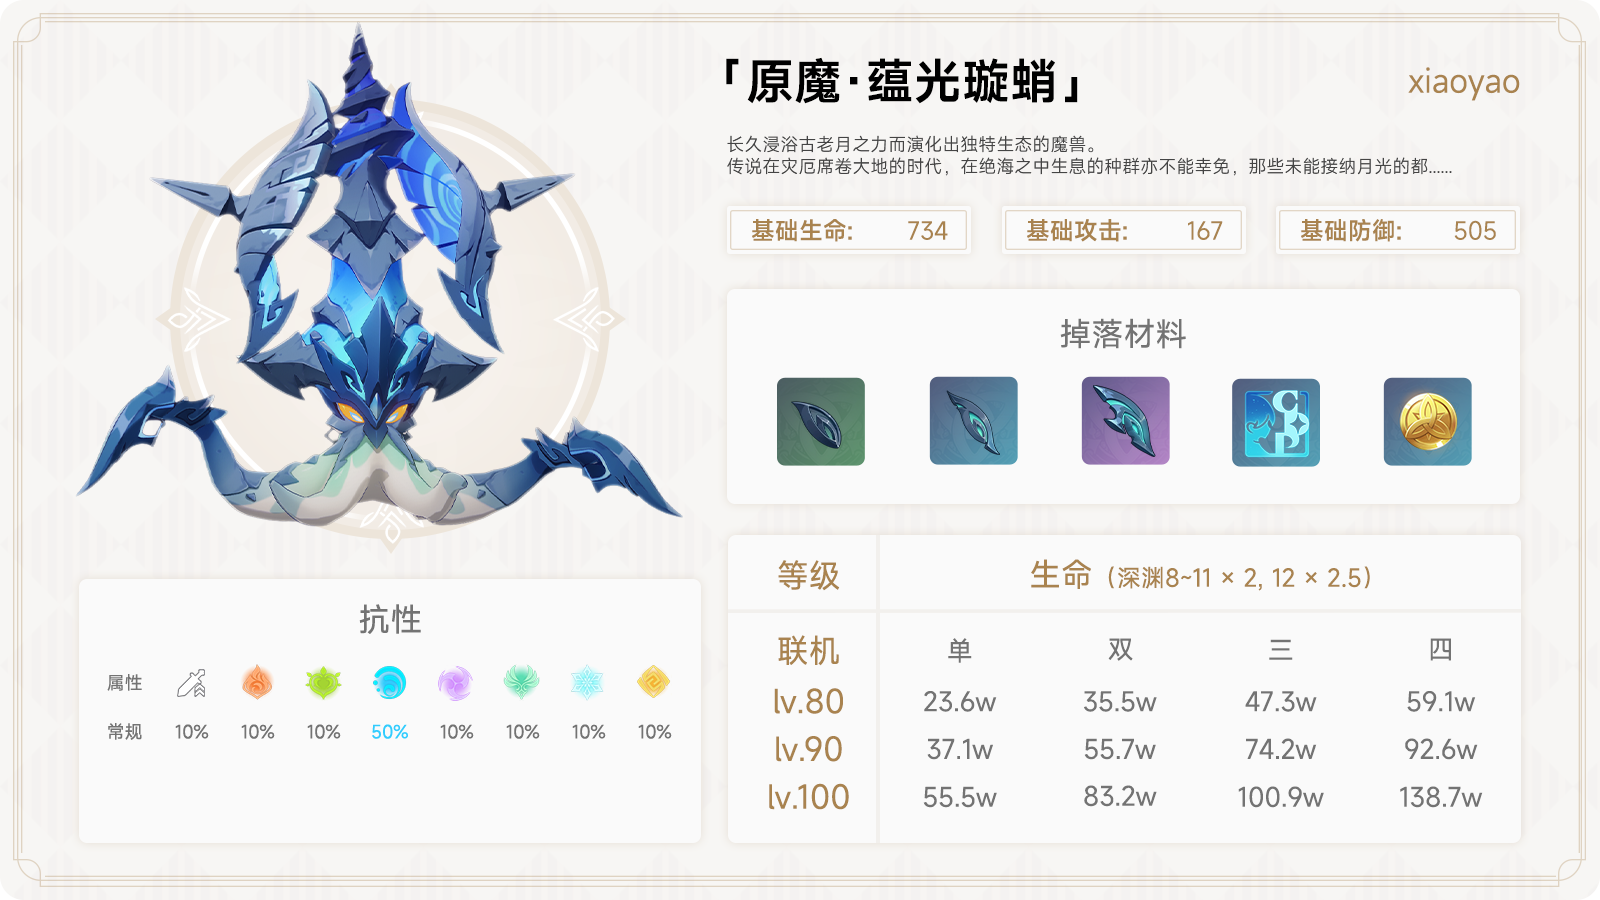 「原魔·蕴光璇蛸」
xiaoyao
长久浸浴古老月之力而演化出独特生态的魔兽。
传说在灾厄席卷大地的时代，在绝海之中生息的种群亦不能幸免，那些未能接纳月光的都......
基础生命: 734 基础攻击: 167 基础防御: 505
掉落材料
抗性
属性
常规 10% 10% 10% 50% 10% 10% 10% 10%
等级 生命（深渊8~11 × 2, 12 × 2.5）
联机 单 双 三 四
lv.80 23.6w 35.5w 47.3w 59.1w
lv.90 37.1w 55.7w 74.2w 92.6w
lv.100 55.5w 83.2w 100.9w 138.7w